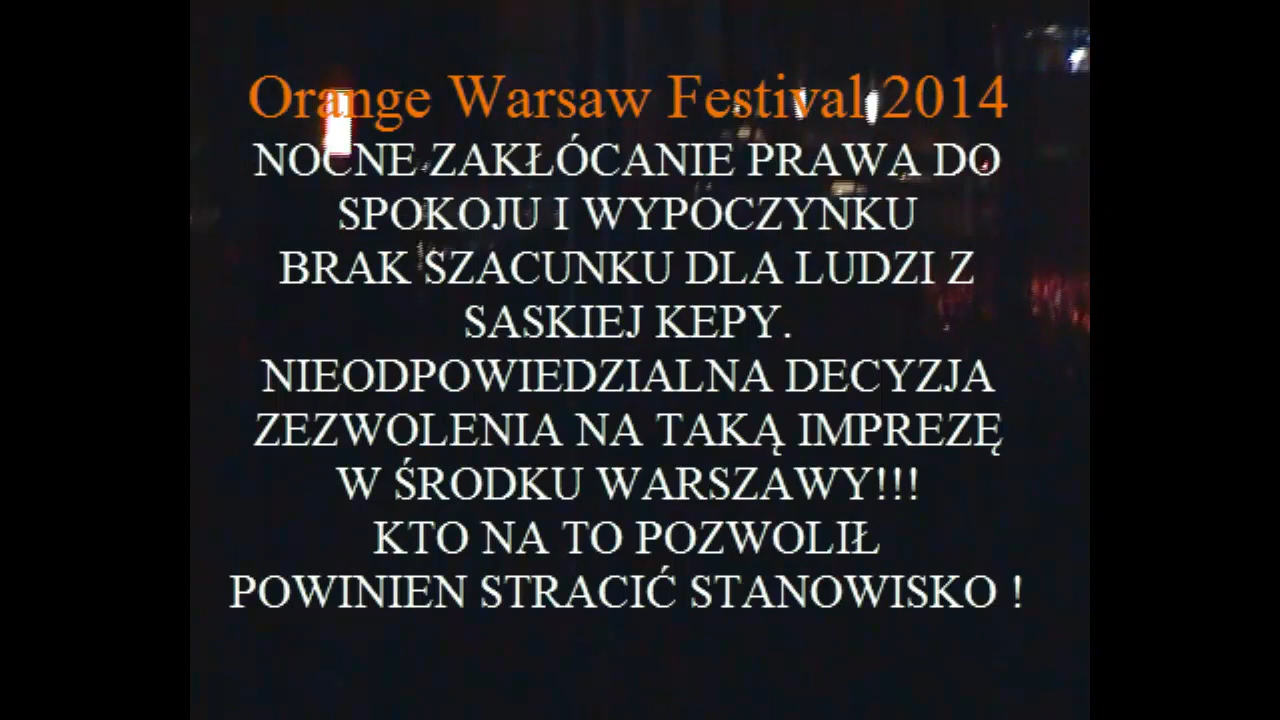 Orange Warsaw Festival 2014
NOCNE ZAKŁÓCANIE PRAWA DO
SPOKOJU I WYPOCZYNKU
BRAK SZACUNKU DLA LUDZI Z
SASKIEJ KEPY.
NIEODPOWIEDZIALNA DECYZJA
ZEZWOLENIA NA TAKĄ IMPREZĘ
W ŚRODKU WARSZAWY!!!
KTO NA TO POZWOLIŁ
POWINIEN STRACIĆ STANOWISKO !